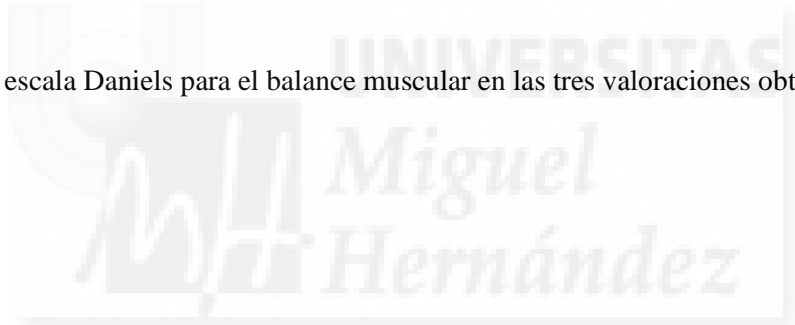 UNIVERSITAS
escala Daniels para el balance muscular en las tres valoraciones obt
Miguel
Hernández